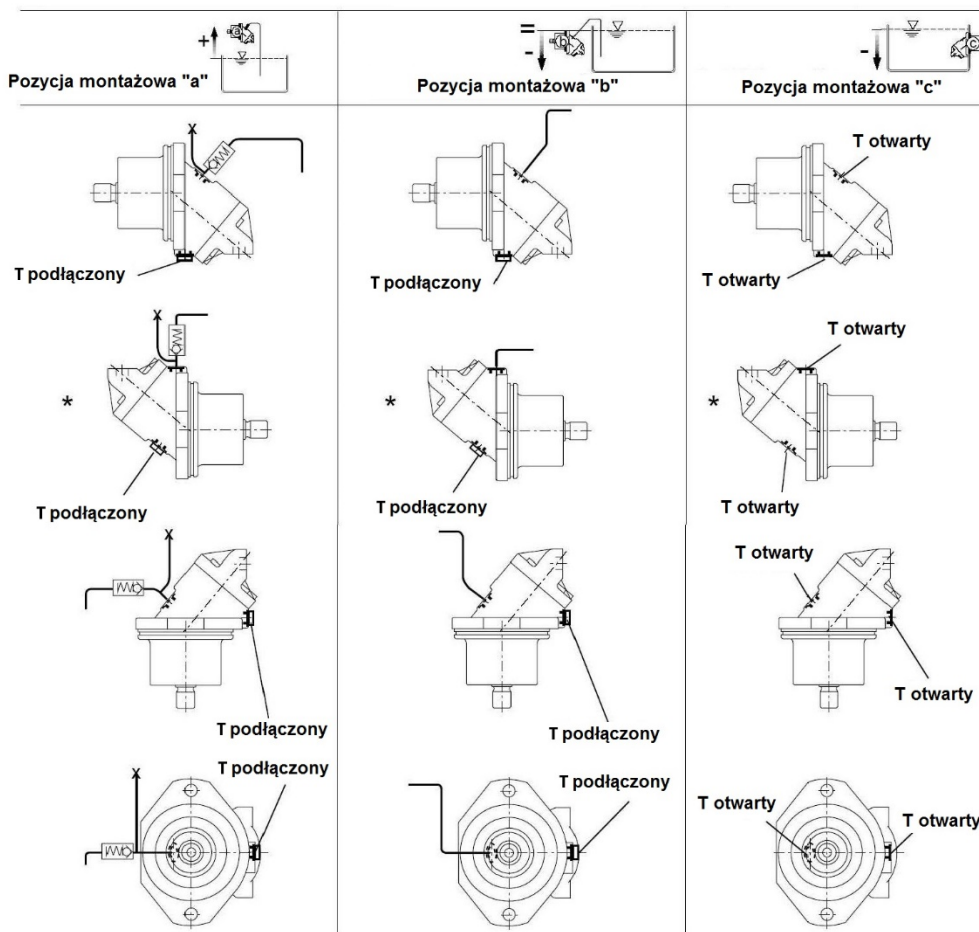 +
a
Pozycja montażowa "a"
=
-
b
Pozycja montażowa "b"
-
c
Pozycja montażowa "c"
X
T podłączony
T podłączony
T otwarty
T otwarty
*
X
T podłączony
*
T podłączony
*
T otwarty
T otwarty
X
T podłączony
T podłączony
T otwarty
T otwarty
X
T podłączony
T podłączony
T otwarty
T otwarty